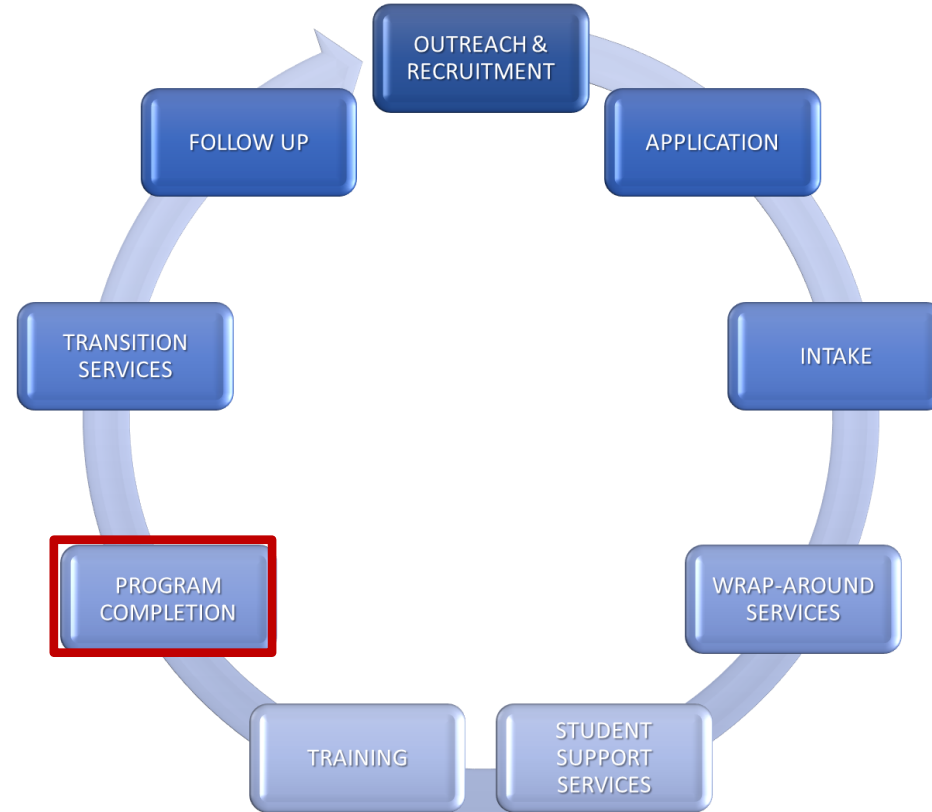 OUTREACH &
RECRUITMENT
APPLICATION
INTAKE
WRAP-AROUND
SERVICES
STUDENT
SUPPORT
SERVICES
TRAINING
PROGRAM
COMPLETION
TRANSITION
SERVICES
FOLLOW UP